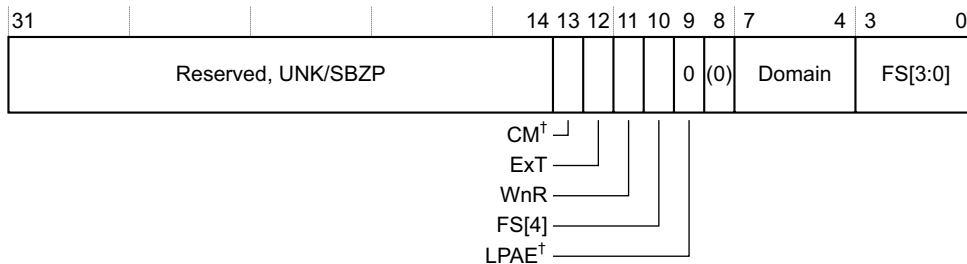 31 14 13 12 11 10 9 8 7 4 3 0
Reserved, UNK/SBZP 0 (0) Domain FS[3:0]
CM†
ExT
WnR
FS[4]
LPAE†